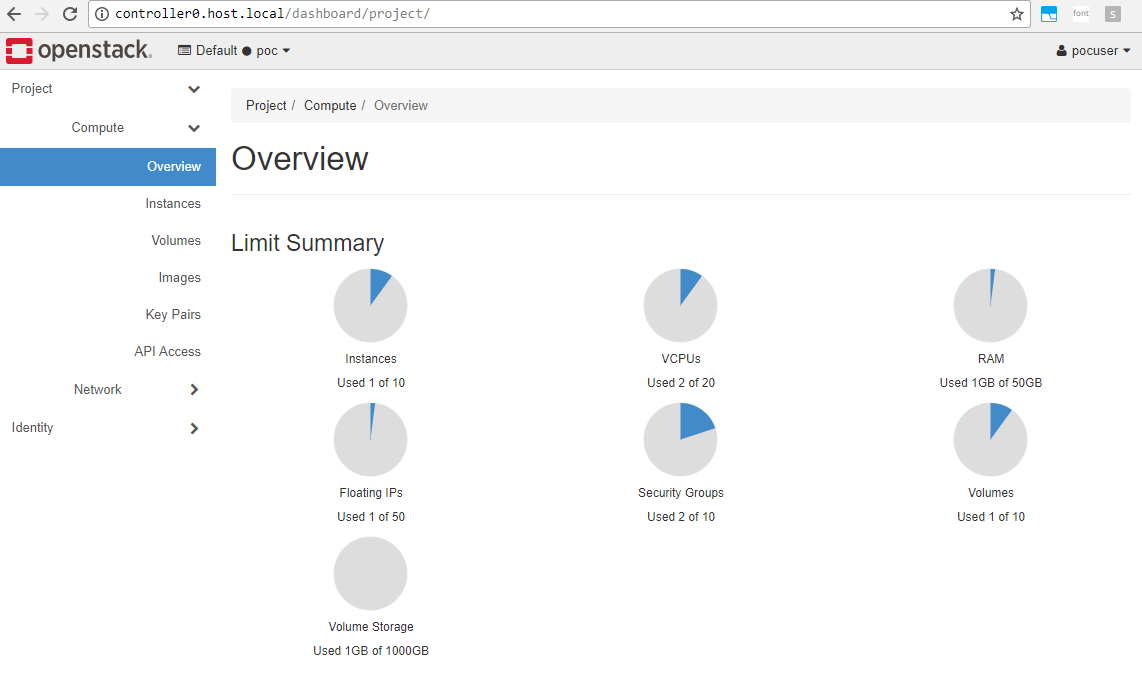 controller0.host.local/dashboard/project/
font
S
openstack.
Default ● poc
pocuser
Project
Compute
Overview
Instances
Volumes
Images
Key Pairs
API Access
Network
Identity
Project / Compute / Overview
Overview
Limit Summary
Instances
Used 1 of 10
VCPUs
Used 2 of 20
RAM
Used 1GB of 50GB
Floating IPs
Used 1 of 50
Security Groups
Used 2 of 10
Volumes
Used 1 of 10
Volume Storage
Used 1GB of 1000GB